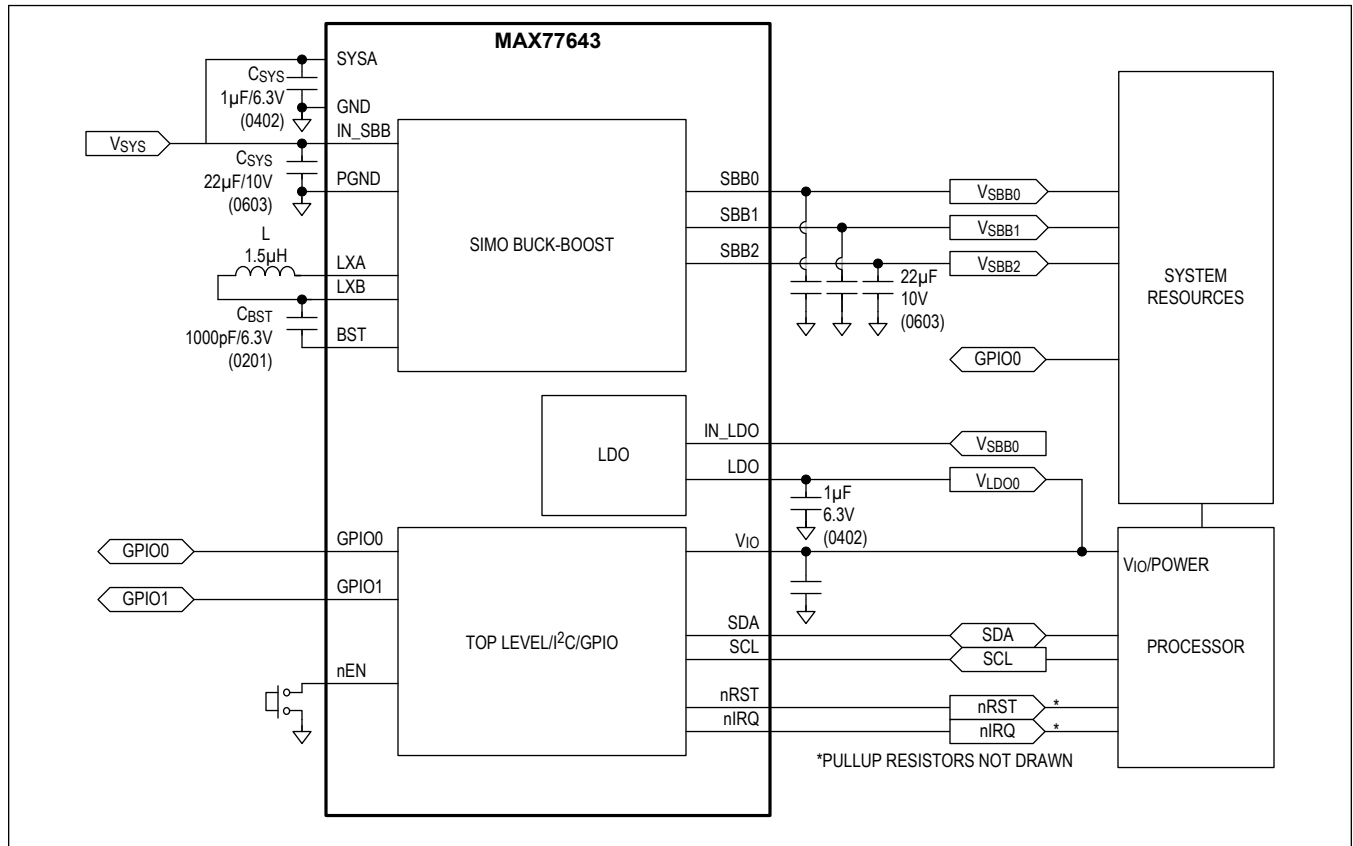 MAX77643
SYSA
CSYS
1µF/6.3V
(0402)
GND
IN_SBB
VSYS
CSYS
22µF/10V
(0603)
PGND
L
1.5µH
LXA
LXB
CBST
1000pF/6.3V
(0201)
BST
SIMO BUCK-BOOST
SBB0
SBB1
SBB2
VSBB0
VSBB1
VSBB2
22µF
10V
(0603)
GPIO0
SYSTEM
RESOURCES
LDO
IN_LDO
LDO
VSBB0
VLDO0
1µF
6.3V
(0402)
GPIO0
GPIO1
GPIO0
GPIO1
nEN
TOP LEVEL/I²C/GPIO
VIO
SDA
SCL
nRST
nIRQ
SDA
SCL
nRST *
nIRQ *
*PULLUP RESISTORS NOT DRAWN
VIO/POWER
PROCESSOR